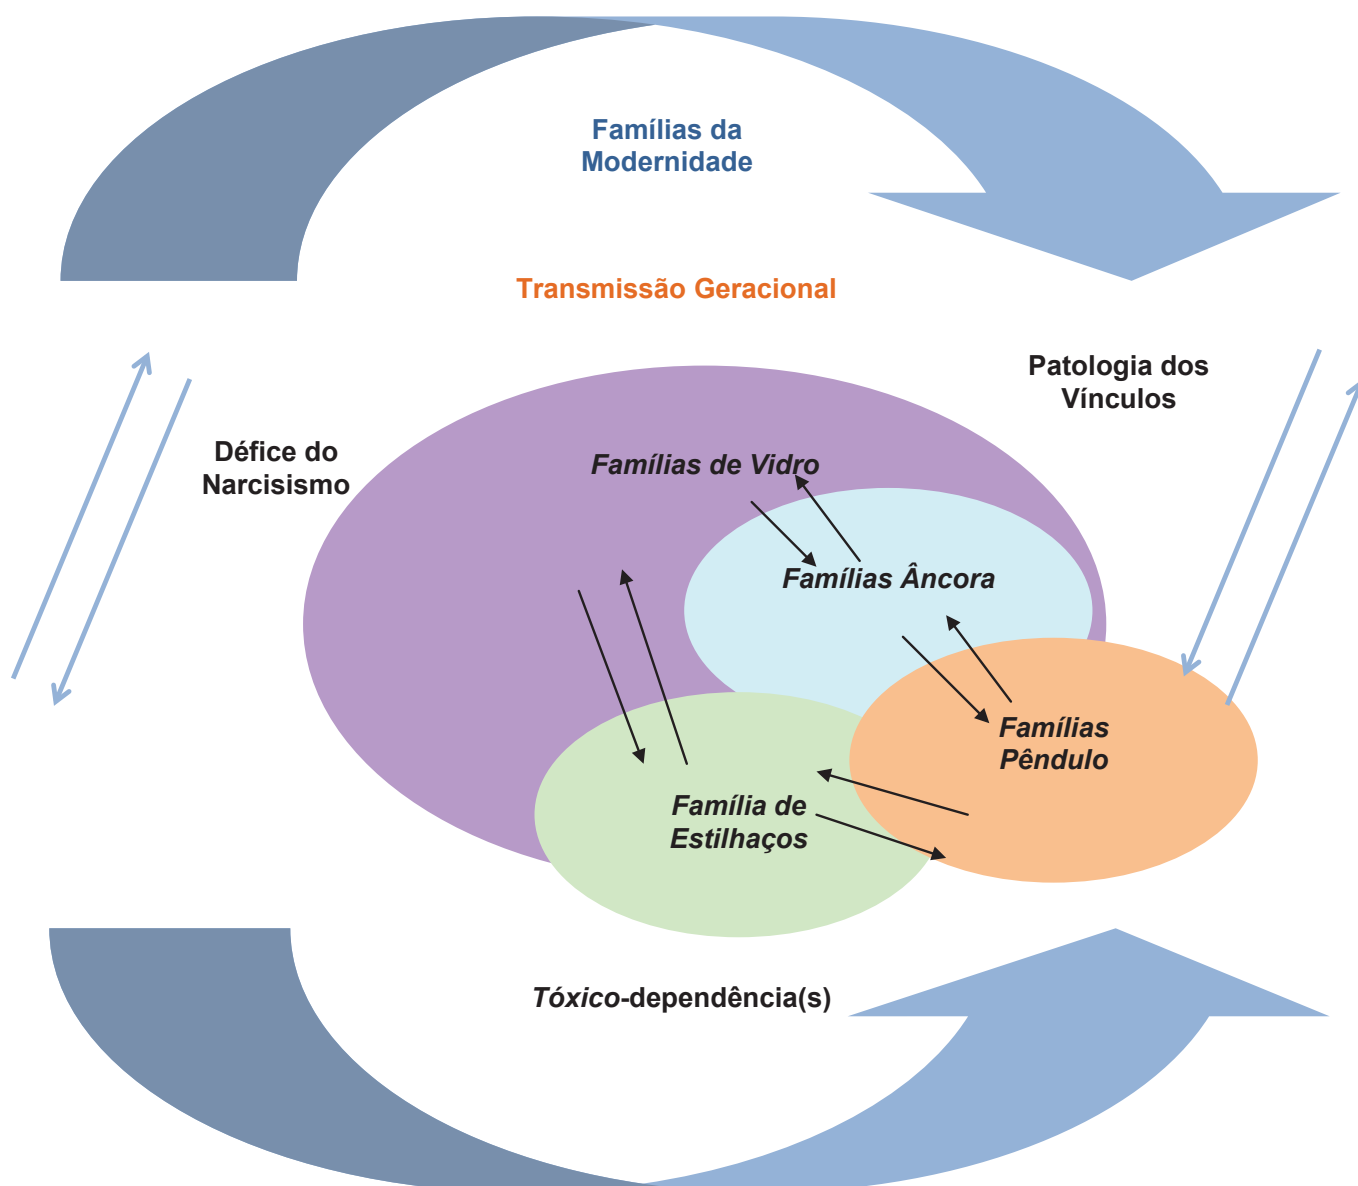 Famílias da
Modernidade
Transmissão Geracional
Patologia dos
Vínculos
Défice do
Narcisismo
Famílias de Vidro
Famílias Âncora
Famílias
Pêndulo
Família de
Estilhaços
Tóxico-dependência(s)